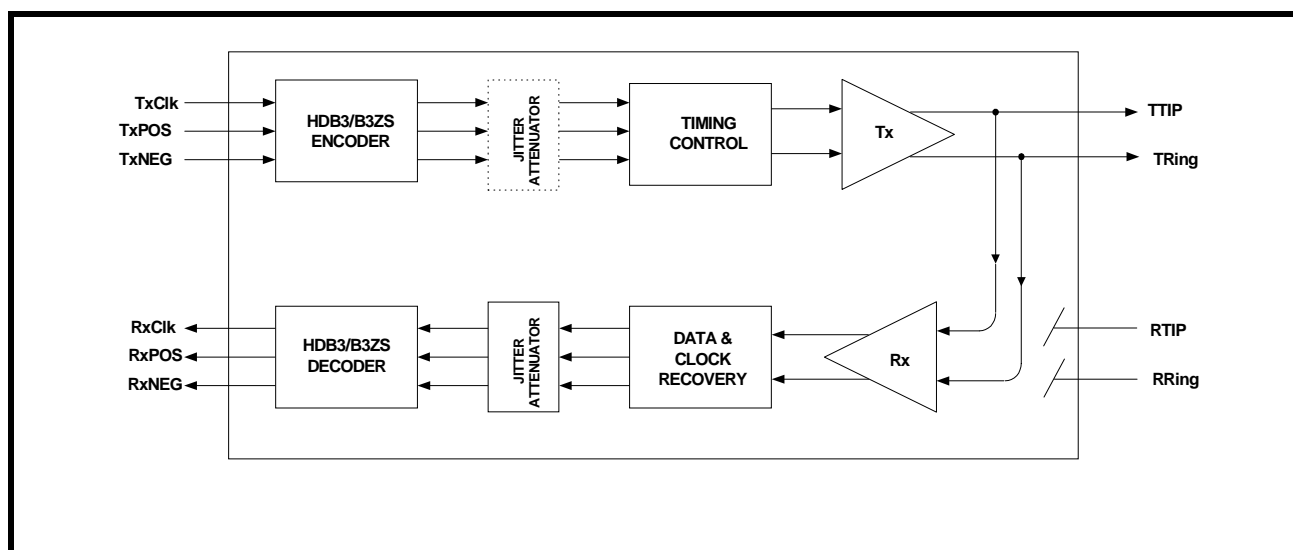 TxClk
TxPOS
TxNEG
HDB3/B3ZS
ENCODER
JITTER
ATTENUATOR
TIMING
CONTROL
Tx
TTIP
TRing
RxClk
RxPOS
RxNEG
HDB3/B3ZS
DECODER
JITTER
ATTENUATOR
DATA &
CLOCK
RECOVERY
Rx
RTIP
RRing